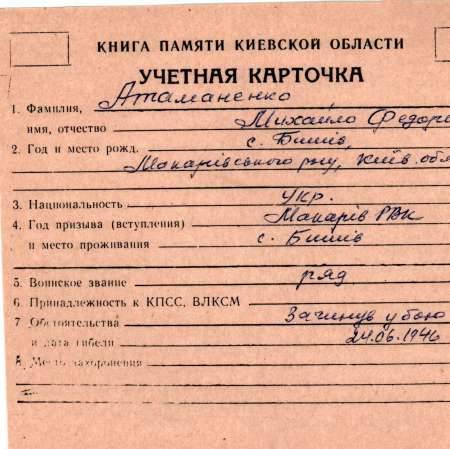 КНИГА ПАМЯТИ КИЕВСКОЙ ОБЛАСТИ
УЧЕТНАЯ КАРТОЧКА
1. Фамилия, Атаманенко
имя, отчество Михайло Федоро
2. Год и место рожд. с. Бишів,
Макарівського р-ну, Київ. обл
3. Национальность укр.
4. Год призыва (вступления) Макарів РВК
и место проживания с. Бишів
5. Воинское звание ряд
6. Принадлежность к КПСС, ВЛКСМ
7 Обстоятельства Загинув у бою
и дата гибели 24.06.1946
8. Место захоронения